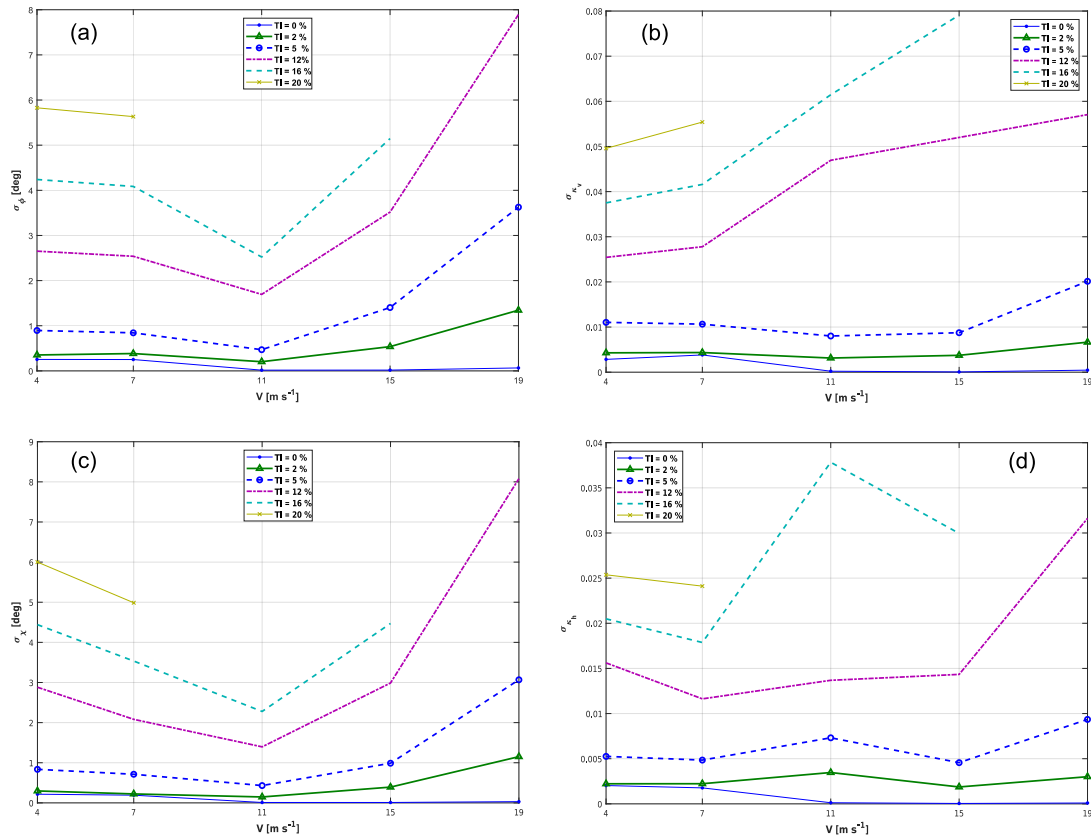 (a)
TI = 0 %
TI = 2 %
TI = 5 %
TI = 12%
TI = 16 %
TI = 20 %
8
7
6
5
4
3
2
1
0
σϕ [deg]
4 7 11 15 19
V [m s⁻¹]
(b)
TI = 0 %
TI = 2 %
TI = 5 %
TI = 12 %
TI = 16 %
TI = 20 %
0.08
0.07
0.06
0.05
0.04
0.03
0.02
0.01
0
σκv
4 7 11 15 19
V [m s⁻¹]
(c)
TI = 0 %
TI = 2 %
TI = 5 %
TI = 12 %
TI = 16 %
TI = 20 %
9
8
7
6
5
4
3
2
1
0
σχ [deg]
4 7 11 15 19
V [m s⁻¹]
(d)
TI = 0 %
TI = 2 %
TI = 5 %
TI = 12 %
TI = 16 %
TI = 20 %
0.04
0.035
0.03
0.025
0.02
0.015
0.01
0.005
0
σκh
4 7 11 15 19
V [m s⁻¹]